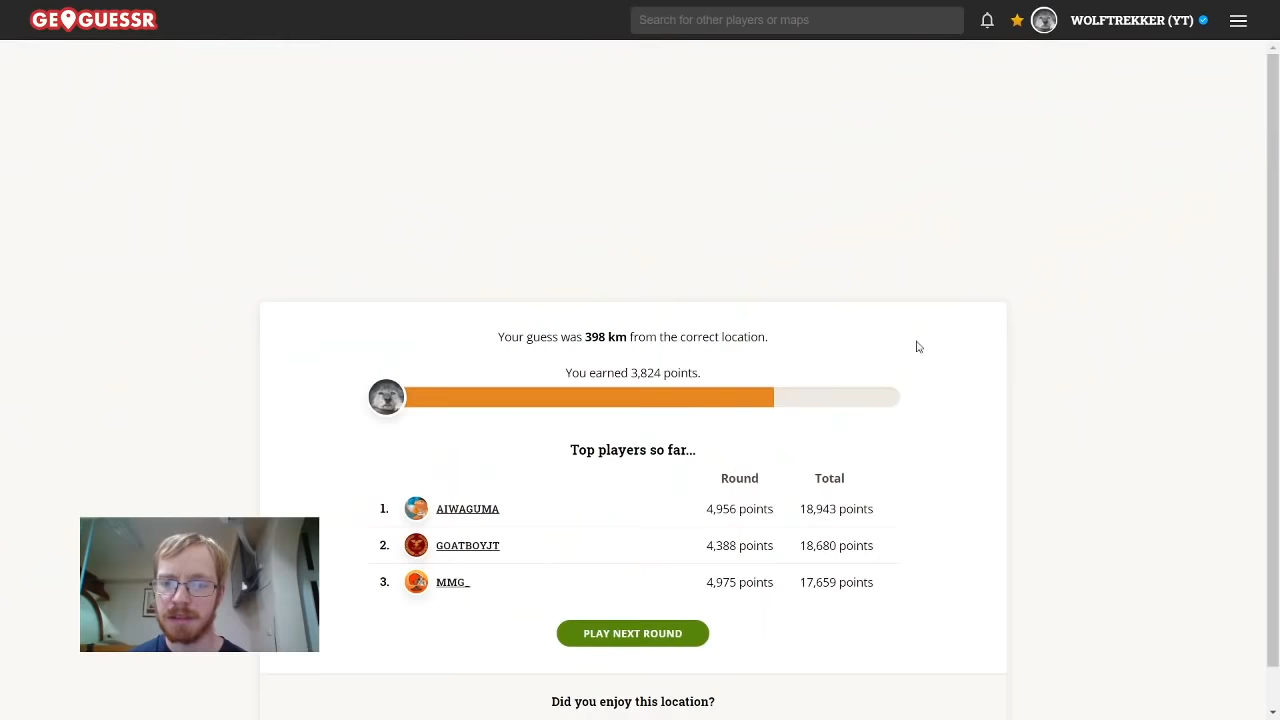 GEOGUESSR
Search for other players or maps
WOLFTREKKER (YT)
Your guess was 398 km from the correct location.
You earned 3,824 points.
Top players so far...
Round Total
1. AIWAGUMA 4,956 points 18,943 points
2. GOATBOYJT 4,388 points 18,680 points
3. MMG_ 4,975 points 17,659 points
PLAY NEXT ROUND
Did you enjoy this location?